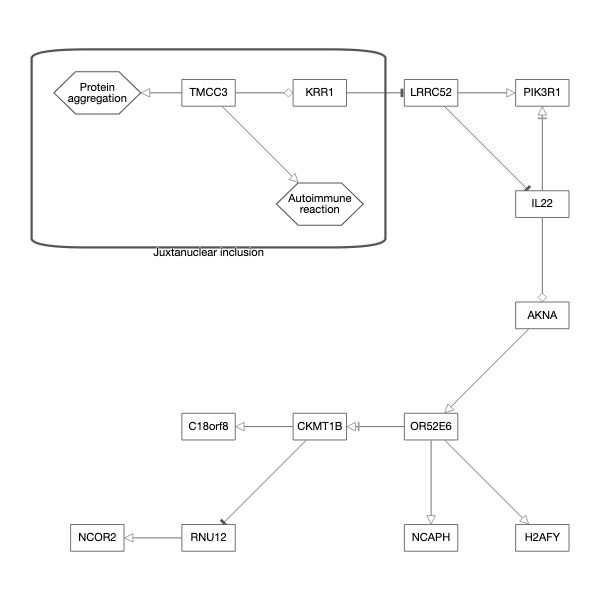 Protein
aggregation
TMCC3
KRR1
LRRC52
PIK3R1
Autoimmune
reaction
IL22
Juxtanuclear inclusion
AKNA
C18orf8
CKMT1B
OR52E6
NCOR2
RNU12
NCAPH
H2AFY